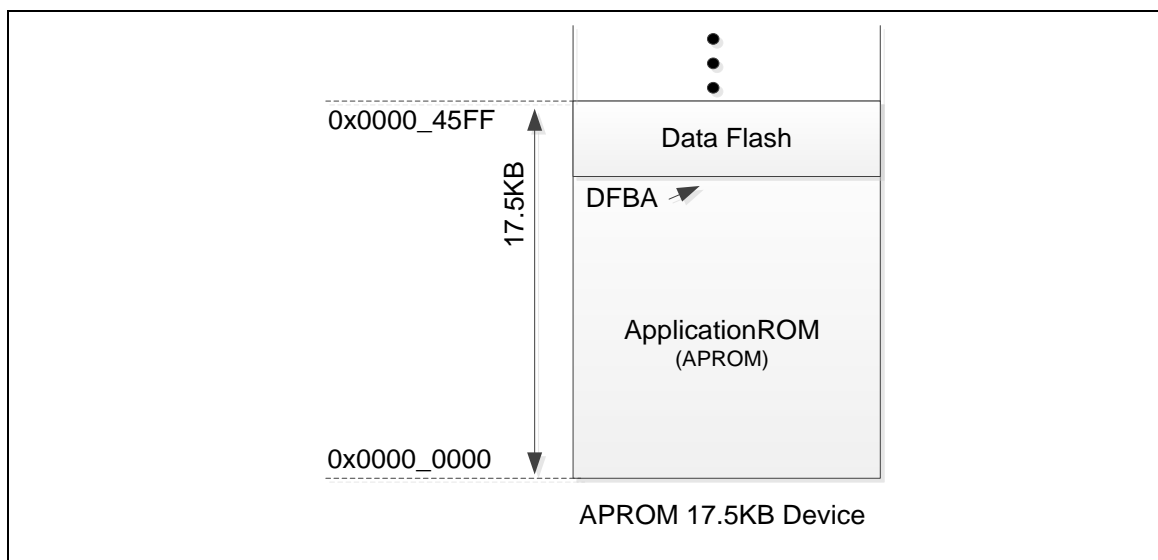 0x0000_45FF
Data Flash
17.5KB
DFBA
ApplicationROM
(APROM)
0x0000_0000
APROM 17.5KB Device